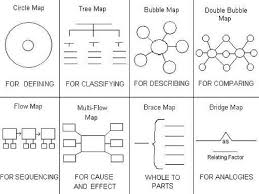 Circle Map
Tree Map
Bubble Map
Double Bubble
Map
FOR DEFINING
FOR CLASSIFYING
FOR DESCRIBING
FOR COMPARING
Flow Map
Multi-Flow
Map
Brace Map
Bridge Map
as
Relating Factor
FOR SEQUENCING
FOR CAUSE
AND EFFECT
WHOLE TO
PARTS
FOR ANALOGIES